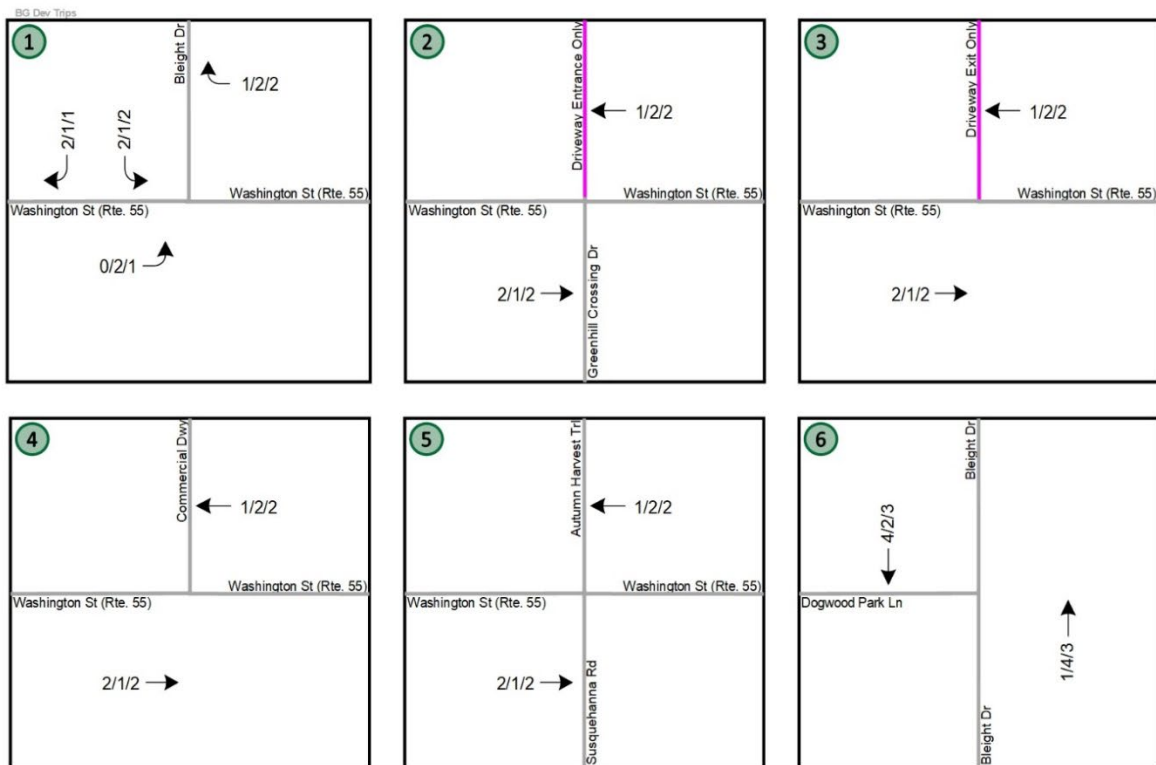 BG Dev Trips
1
Bleight Dr
1/2/2
2/1/1
2/1/2
Washington St (Rte. 55)
Washington St (Rte. 55)
0/2/1
2
Driveway Entrance Only
1/2/2
Washington St (Rte. 55)
Washington St (Rte. 55)
2/1/2
Greenhill Crossing Dr
3
Driveway Exit Only
1/2/2
Washington St (Rte. 55)
Washington St (Rte. 55)
2/1/2
4
Commercial Dwy
1/2/2
Washington St (Rte. 55)
Washington St (Rte. 55)
2/1/2
5
Autumn Harvest Trl
1/2/2
Washington St (Rte. 55)
Washington St (Rte. 55)
2/1/2
Susquehanna Rd
6
Bleight Dr
4/2/3
Dogwood Park Ln
1/4/3
Bleight Dr